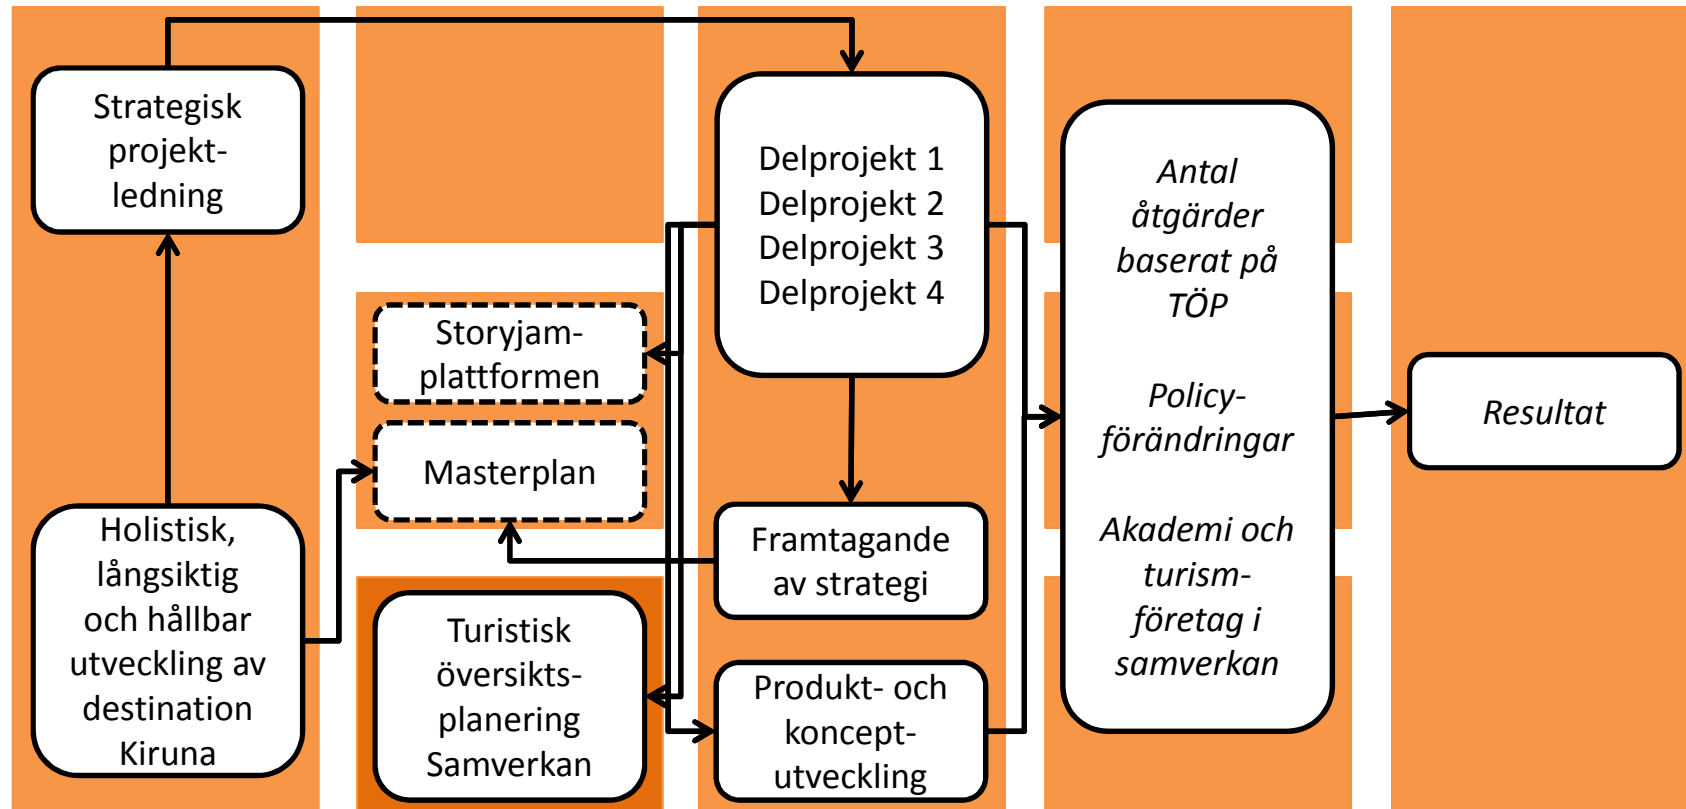 Strategisk
projekt-
ledning
Holistisk,
långsiktig
och hållbar
utveckling av
destination
Kiruna
Storyjam-
plattformen
Masterplan
Turistisk
översikts-
planering
Samverkan
Delprojekt 1
Delprojekt 2
Delprojekt 3
Delprojekt 4
Framtagande
av strategi
Produkt- och
koncept-
utveckling
Antal
åtgärder
baserat på
TÖP
Policy-
förändringar
Akademi och
turism-
företag i
samverkan
Resultat